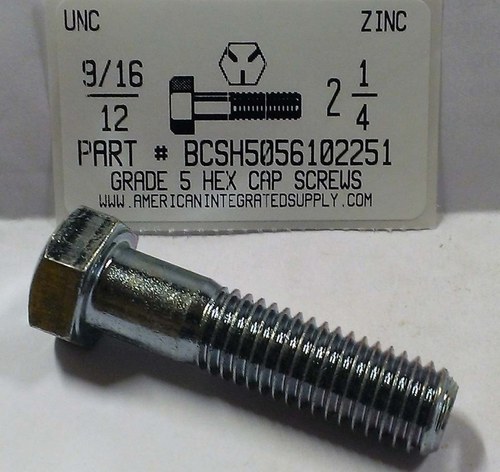 UNC ZINC
9/16
12
2 1/4
PART # BCSH5056102251
GRADE 5 HEX CAP SCREWS
WWW.AMERICANINTEGRATEDSUPPLY.COM